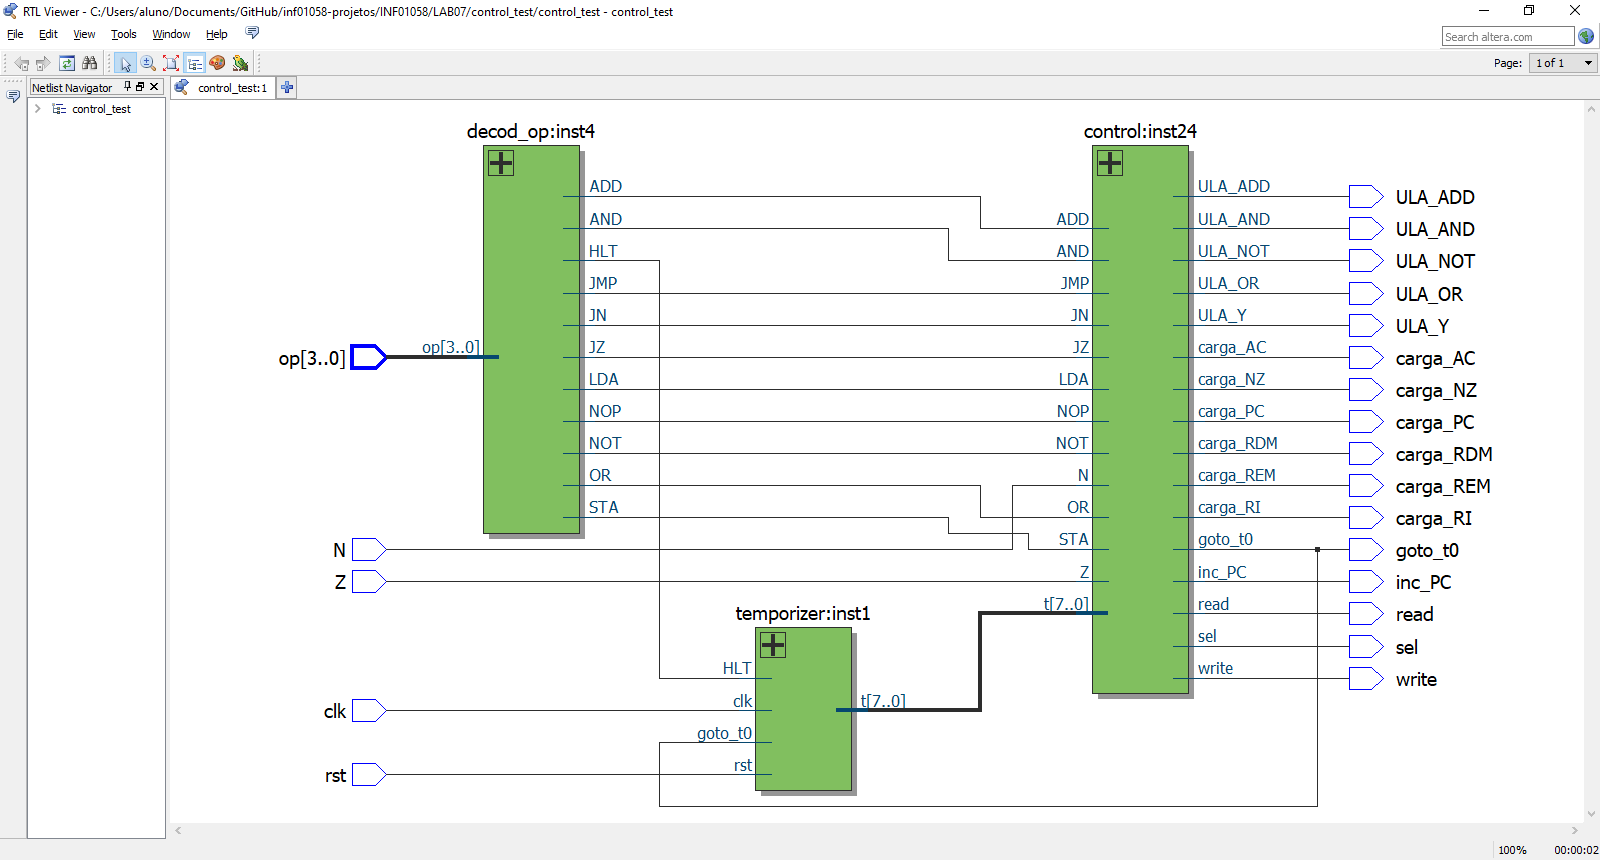 RTL Viewer - C:/Users/aluno/Documents/GitHub/inf01058-projetos/INF01058/LAB07/control_test/control_test - control_test
File Edit View Tools Window Help
Search altera.com
Page: 1 of 1
Netlist Navigator
control_test:1
control_test
decod_op:inst4
control:inst24
ADD
AND
HLT
JMP
JN
JZ
LDA
NOP
NOT
OR
STA
op[3..0]
op[3..0]
ADD
AND
JMP
JN
JZ
LDA
NOP
NOT
N
OR
STA
Z
t[7..0]
ULA_ADD
ULA_AND
ULA_NOT
ULA_OR
ULA_Y
carga_AC
carga_NZ
carga_PC
carga_RDM
carga_REM
carga_RI
goto_t0
inc_PC
read
sel
write
ULA_ADD
ULA_AND
ULA_NOT
ULA_OR
ULA_Y
carga_AC
carga_NZ
carga_PC
carga_RDM
carga_REM
carga_RI
goto_t0
inc_PC
read
sel
write
N
Z
temporizer:inst1
HLT
clk
goto_t0
rst
t[7..0]
clk
rst
100% 00:00:02